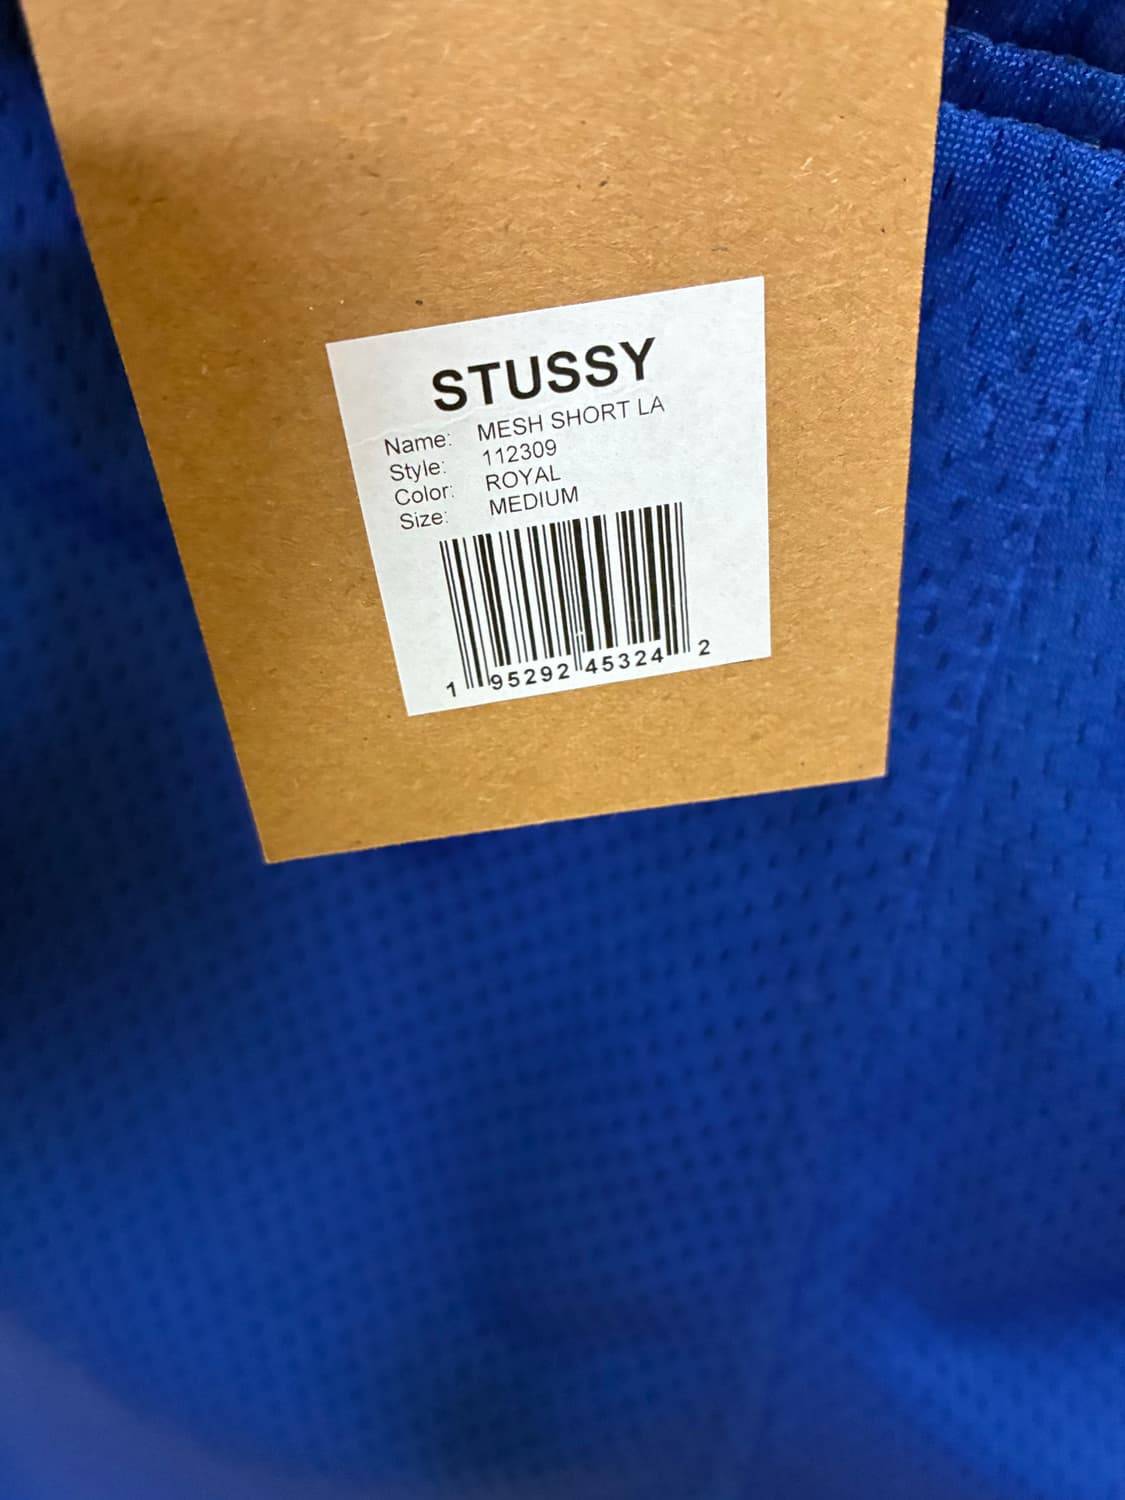 STUSSY
Name: MESH SHORT LA
Style: 112309
Color: ROYAL
Size: MEDIUM
1 95292 45324 2